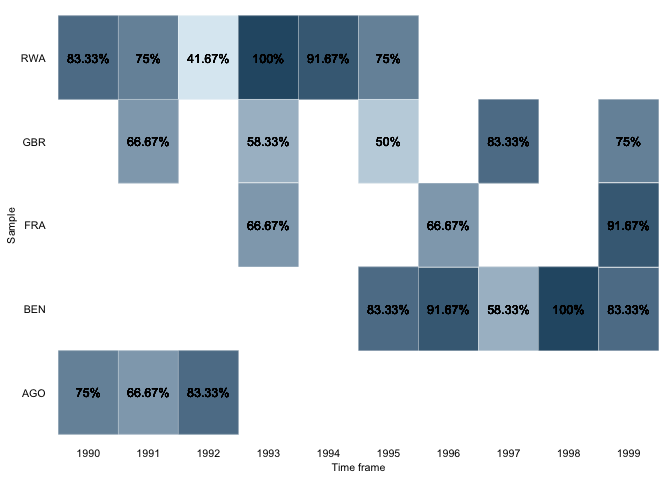 RWA 83.33% 75% 41.67% 100% 91.67% 75%
GBR 66.67% 58.33% 50% 83.33% 75%
Sample
FRA 66.67% 66.67% 91.67%
BEN 83.33% 91.67% 58.33% 100% 83.33%
AGO 75% 66.67% 83.33%
1990 1991 1992 1993 1994 1995 1996 1997 1998 1999
Time frame